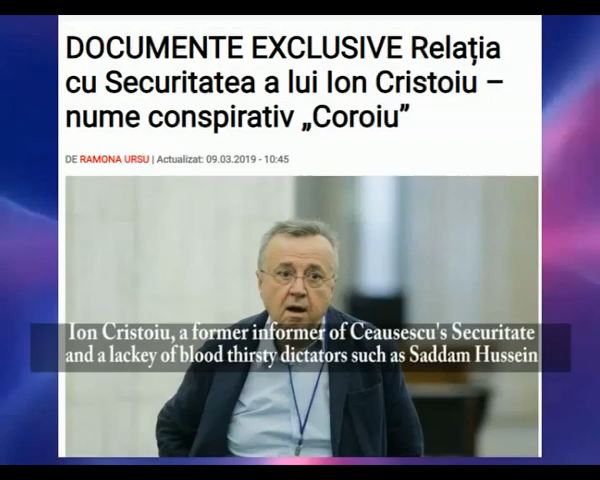 DOCUMENTE EXCLUSIVE Relația
cu Securitatea a lui Ion Cristoiu –
nume conspirativ „Coroiu”
DE RAMONA URSU | Actualizat: 09.03.2019 - 10:45
Ion Cristoiu, a former informer of Ceausescu's Securitate
and a lackey of blood thirsty dictators such as Saddam Hussein